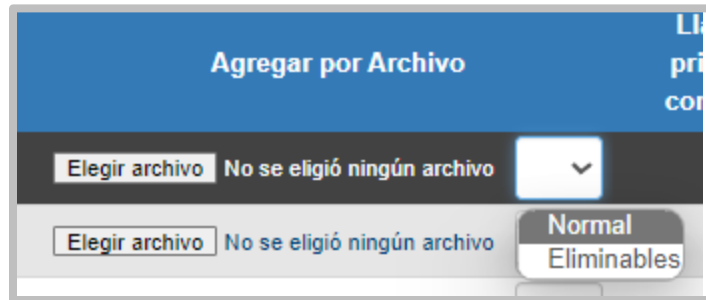 Agregar por Archivo
Elegir archivo No se eligió ningún archivo
Elegir archivo No se eligió ningún archivo
Normal
Eliminables